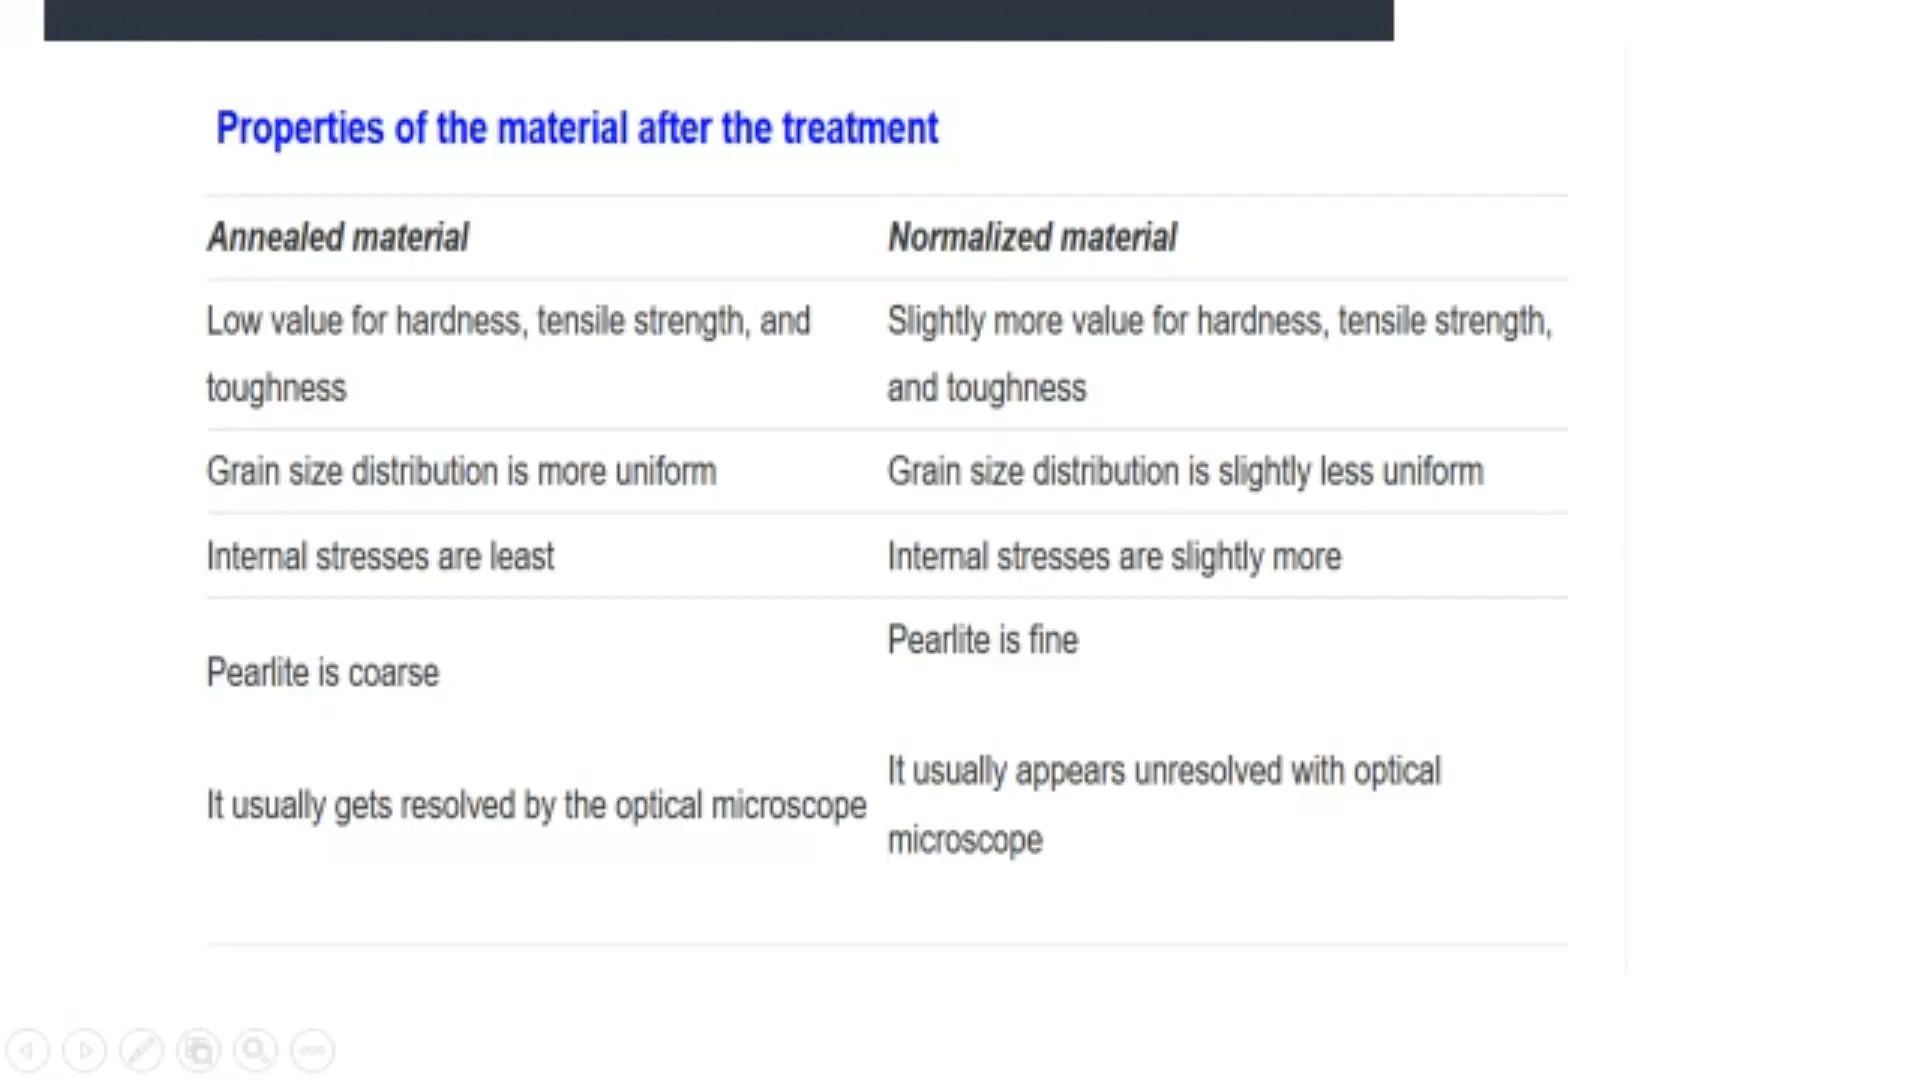 Properties of the material after the treatment
Annealed material
Normalized material
Low value for hardness, tensile strength, and
toughness
Slightly more value for hardness, tensile strength,
and toughness
Grain size distribution is more uniform
Grain size distribution is slightly less uniform
Internal stresses are least
Internal stresses are slightly more
Pearlite is coarse
It usually gets resolved by the optical microscope
Pearlite is fine
It usually appears unresolved with optical
microscope